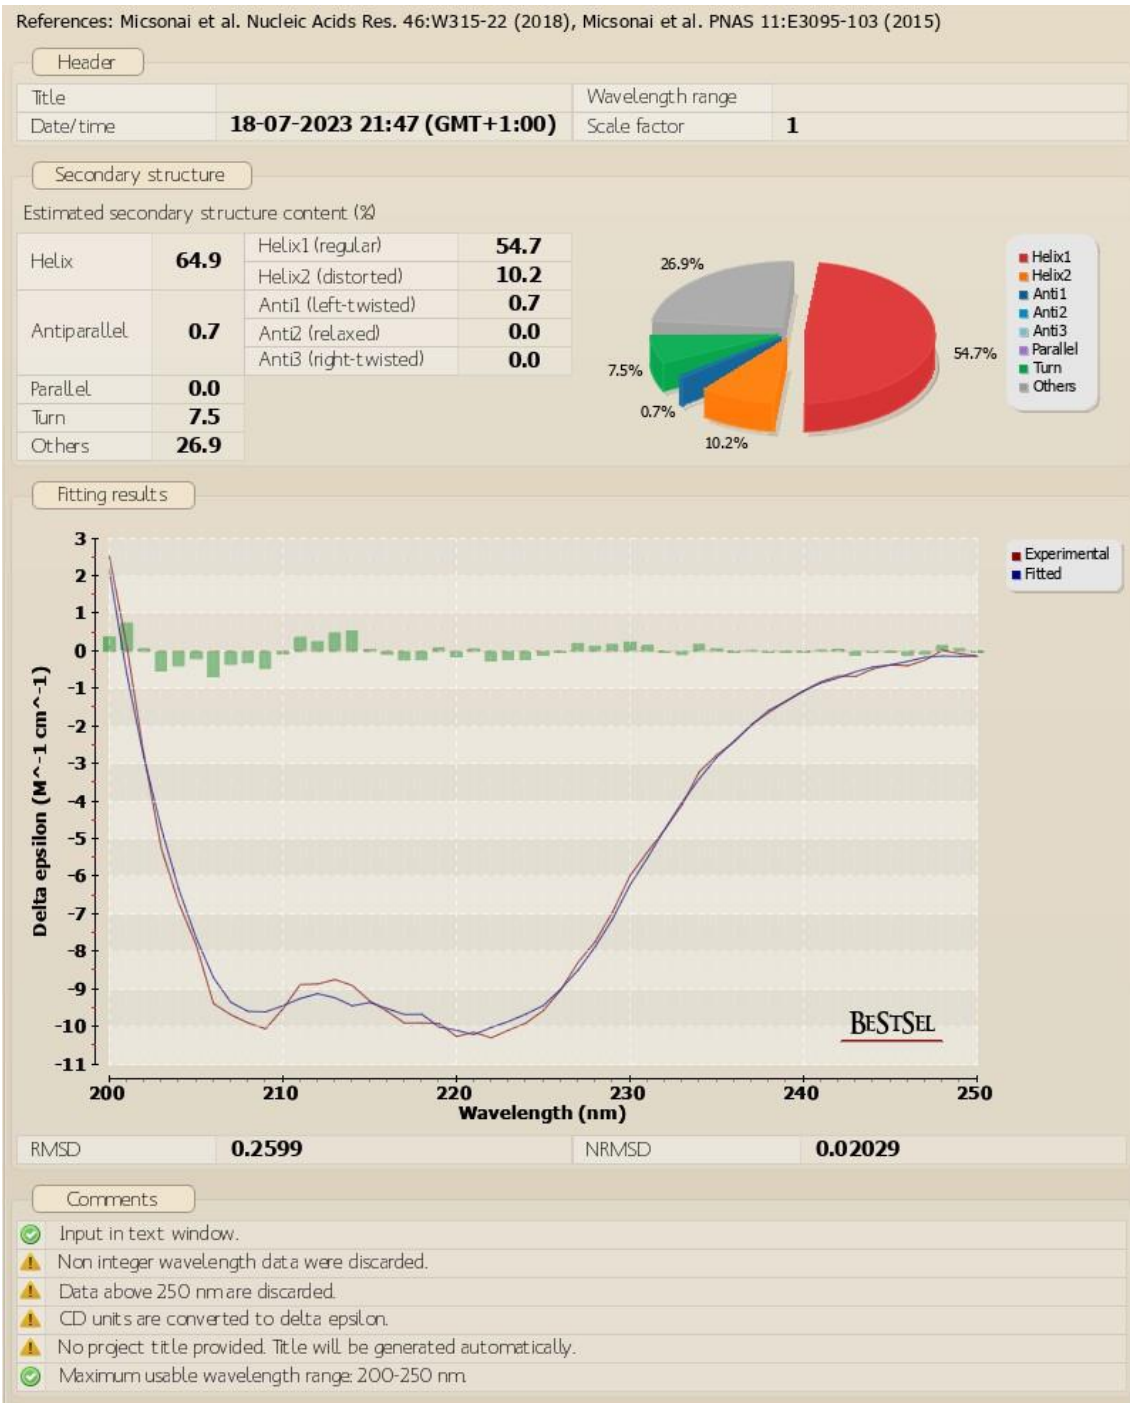 References: Micsonai et al. Nucleic Acids Res. 46:W315-22 (2018), Micsonai et al. PNAS 11:E3095-103 (2015)
Header
Title Wavelength range
Date/time 18-07-2023 21:47 (GMT+1:00) Scale factor 1
Secondary structure
Estimated secondary structure content (%)
Helix 64.9 Helix1 (regular) 54.7
Helix2 (distorted) 10.2
Antiparallel 0.7 Anti1 (left-twisted) 0.7
Anti2 (relaxed) 0.0
Anti3 (right-twisted) 0.0
Parallel 0.0
Turn 7.5
Others 26.9
26.9%
54.7%
7.5%
0.7%
10.2%
Helix1
Helix2
Anti1
Anti2
Anti3
Parallel
Turn
Others
Fitting results
Delta epsilon (M^-1 cm^-1)
3
2
1
0
-1
-2
-3
-4
-5
-6
-7
-8
-9
-10
-11
Experimental
Fitted
BESTSEL
200 210 220 230 240 250
Wavelength (nm)
RMSD 0.2599 NRMSD 0.02029
Comments
Input in text window.
Non integer wavelength data were discarded.
Data above 250 nm are discarded.
CD units are converted to delta epsilon.
No project title provided. Title will be generated automatically.
Maximum usable wavelength range: 200-250 nm.